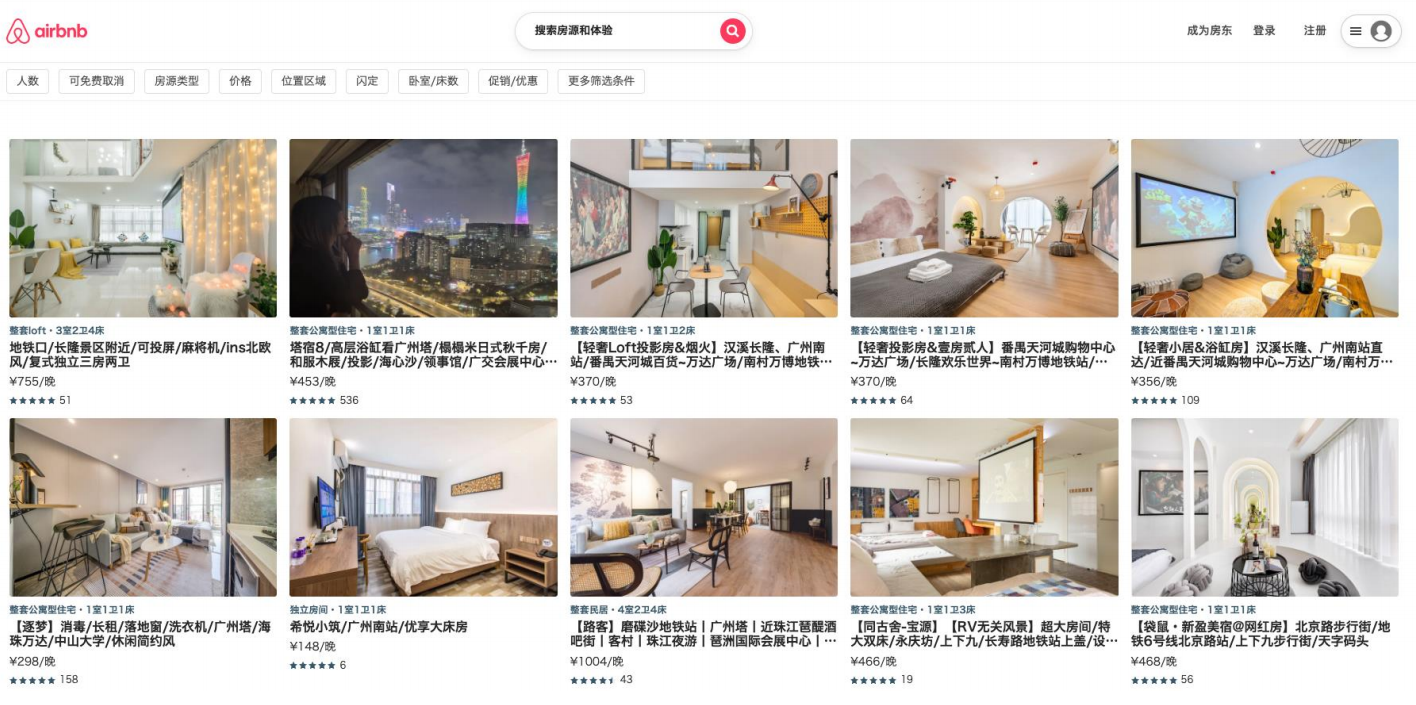 airbnb
搜索房源和体验
成为房东 登录 注册
人数 可免费取消 房源类型 价格 位置区域 闪定 卧室/床数 促销/优惠 更多筛选条件
整套loft · 3室2卫4床
地铁口/长隆景区附近/可投屏/麻将机/ins北欧
风/复式独立三房两卫
¥755/晚
51
整套公寓型住宅 · 1室1卫1床
塔宿8/高层浴缸看广州塔/榻榻米日式秋千房/
和服木屐/投影/海心沙/领事馆/广交会展中心…
¥453/晚
536
整套公寓型住宅 · 1室1卫2床
【轻奢Loft投影房&烟火】汉溪长隆、广州南
站/番禺天河城百货~万达广场/南村万博地铁…
¥370/晚
53
整套公寓型住宅 · 1室1卫1床
【轻奢投影房&壹房贰人】番禺天河城购物中心
~万达广场/长隆欢乐世界~南村万博地铁站/…
¥370/晚
64
整套公寓型住宅 · 1室1卫1床
【轻奢小居&浴缸房】汉溪长隆、广州南站直
达/近番禺天河城购物中心~万达广场/南村万…
¥356/晚
109
整套公寓型住宅 · 1室1卫1床
【逐梦】消毒/长租/落地窗/洗衣机/广州塔/海
珠万达/中山大学/休闲简约风
¥298/晚
158
独立房间 · 1室1卫1床
希悦小筑/广州南站/优享大床房
¥148/晚
6
整套民居 · 4室2卫4床
【路客】磨碟沙地铁站丨广州塔丨近珠江琶醍酒
吧街丨客村丨珠江夜游丨琶洲国际会展中心丨…
¥1004/晚
43
整套公寓型住宅 · 1室1卫3床
【冋古舍-宝源】【RV无关风景】超大房间/特
大双床/永庆坊/上下九/长寿路地铁站上盖/设…
¥466/晚
19
整套公寓型住宅 · 1室1卫1床
【袋鼠·新盈美宿@网红房】北京路步行街/地
铁6号线北京路站/上下九步行街/天字码头
¥468/晚
56